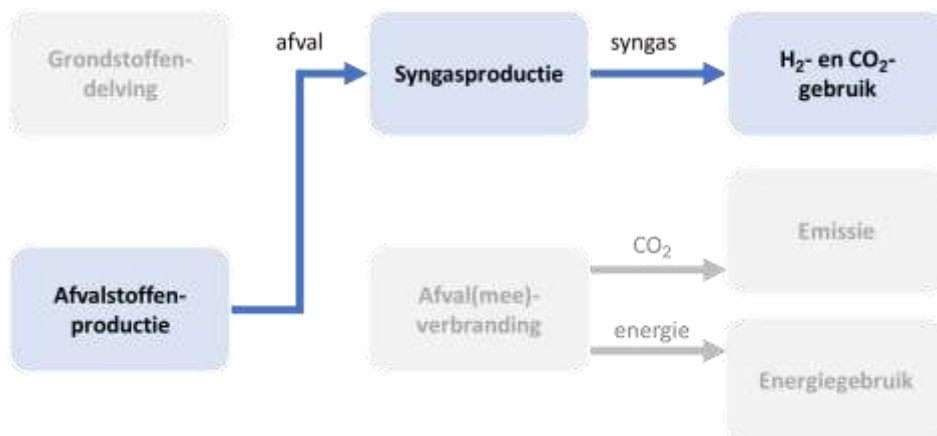 Grondstoffen-
delving
afval
Syngasproductie
syngas
H₂- en CO₂-
gebruik
Afvalstoffen-
productie
Afval(mee)-
verbranding
CO₂
energie
Emissie
Energiegebruik